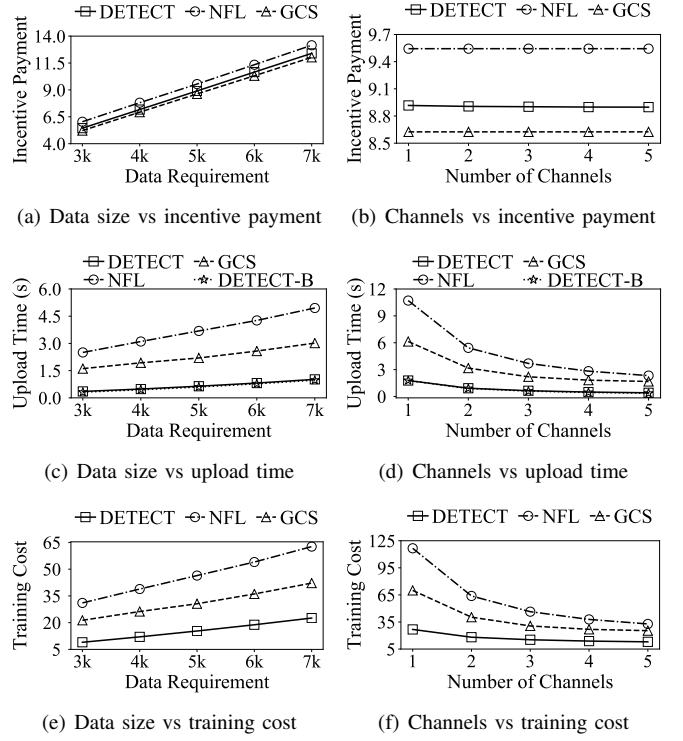 DETECT NFL GCS
Incentive Payment
14.0
11.5
9.0
6.5
4.0
3k 4k 5k 6k 7k
Data Requirement
(a) Data size vs incentive payment
DETECT NFL GCS
Incentive Payment
9.7
9.4
9.1
8.8
8.5
1 2 3 4 5
Number of Channels
(b) Channels vs incentive payment
DETECT GCS
NFL DETECT-B
Upload Time (s)
6.0
4.5
3.0
1.5
0.0
3k 4k 5k 6k 7k
Data Requirement
(c) Data size vs upload time
DETECT GCS
NFL DETECT-B
Upload Time (s)
12
9
6
3
0
1 2 3 4 5
Number of Channels
(d) Channels vs upload time
DETECT NFL GCS
Training Cost
65
50
35
20
5
3k 4k 5k 6k 7k
Data Requirement
(e) Data size vs training cost
DETECT NFL GCS
Training Cost
125
95
65
35
5
1 2 3 4 5
Number of Channels
(f) Channels vs training cost